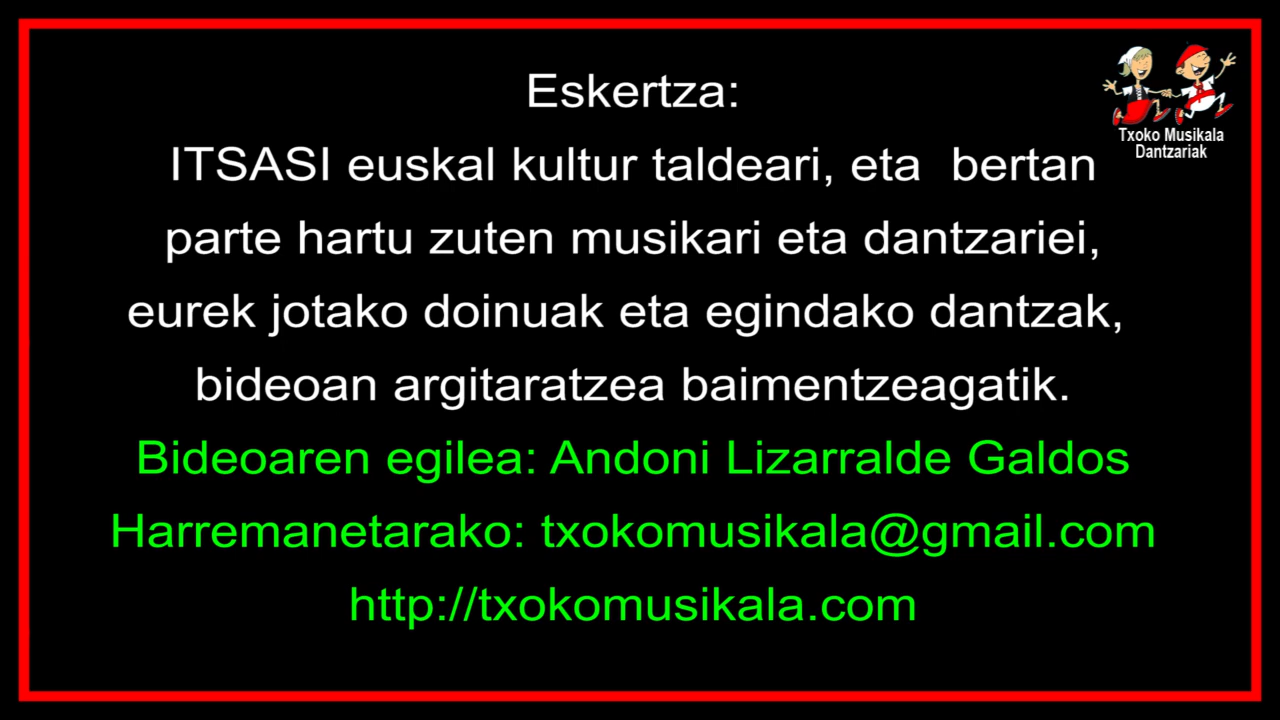 Eskertza:
ITSASI euskal kultur taldeari, eta  bertan
parte hartu zuten musikari eta dantzariei,
eurek jotako doinuak eta egindako dantzak,
bideoan argitaratzea baimentzeagatik.
Bideoaren egilea: Andoni Lizarralde Galdos
Harremanetarako: txokomusikala@gmail.com
http://txokomusikala.com
Txoko Musikala
Dantzariak